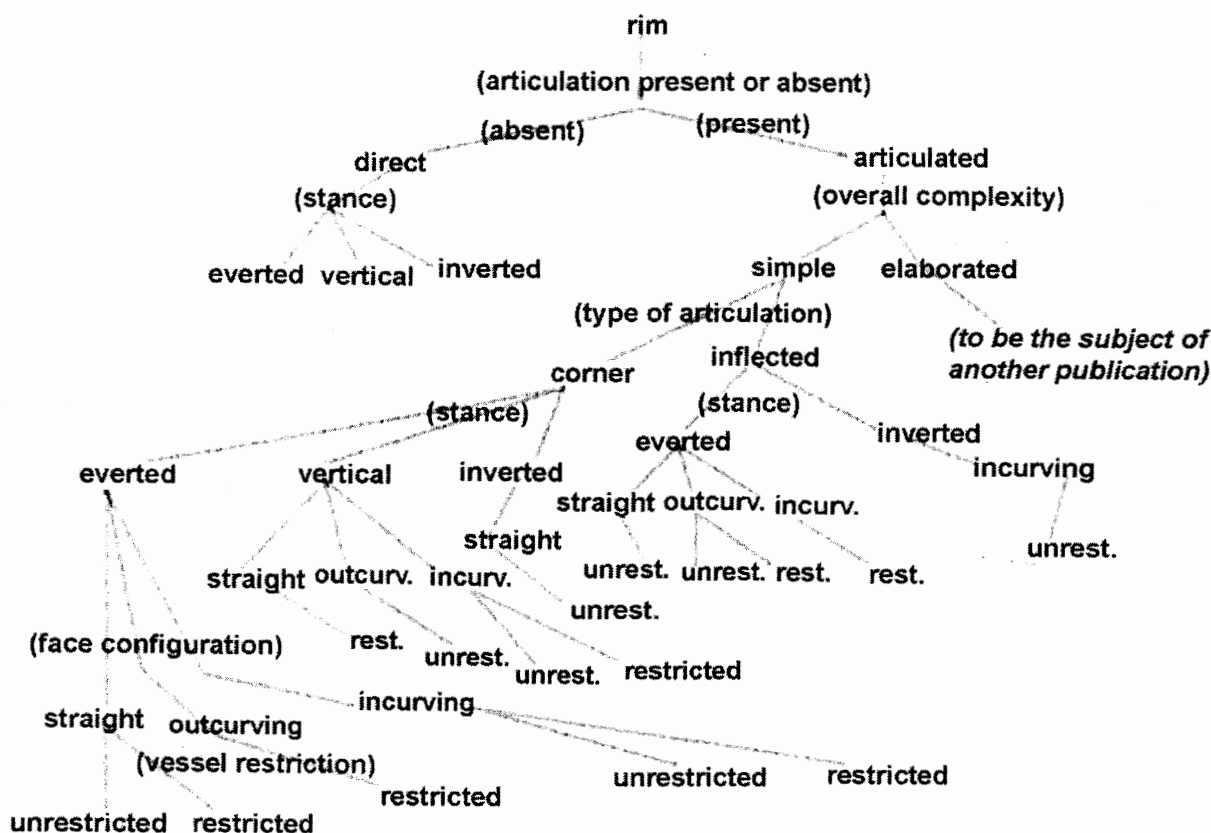 rim
(articulation present or absent)
(absent) (present)
direct articulated
(stance) (overall complexity)
everted vertical inverted simple elaborated
(type of articulation)
(to be the subject of
another publication)
inflected
corner
(stance) (stance)
everted inverted
everted vertical inverted incurving
straight outcurv. incurv.
straight unrest.
unrest. unrest. rest. rest.
straight outcurv. incurv.
unrest.
(face configuration) rest. unrest. unrest. restricted
incurving
straight outcurving
(vessel restriction) unrestricted restricted
restricted
unrestricted restricted